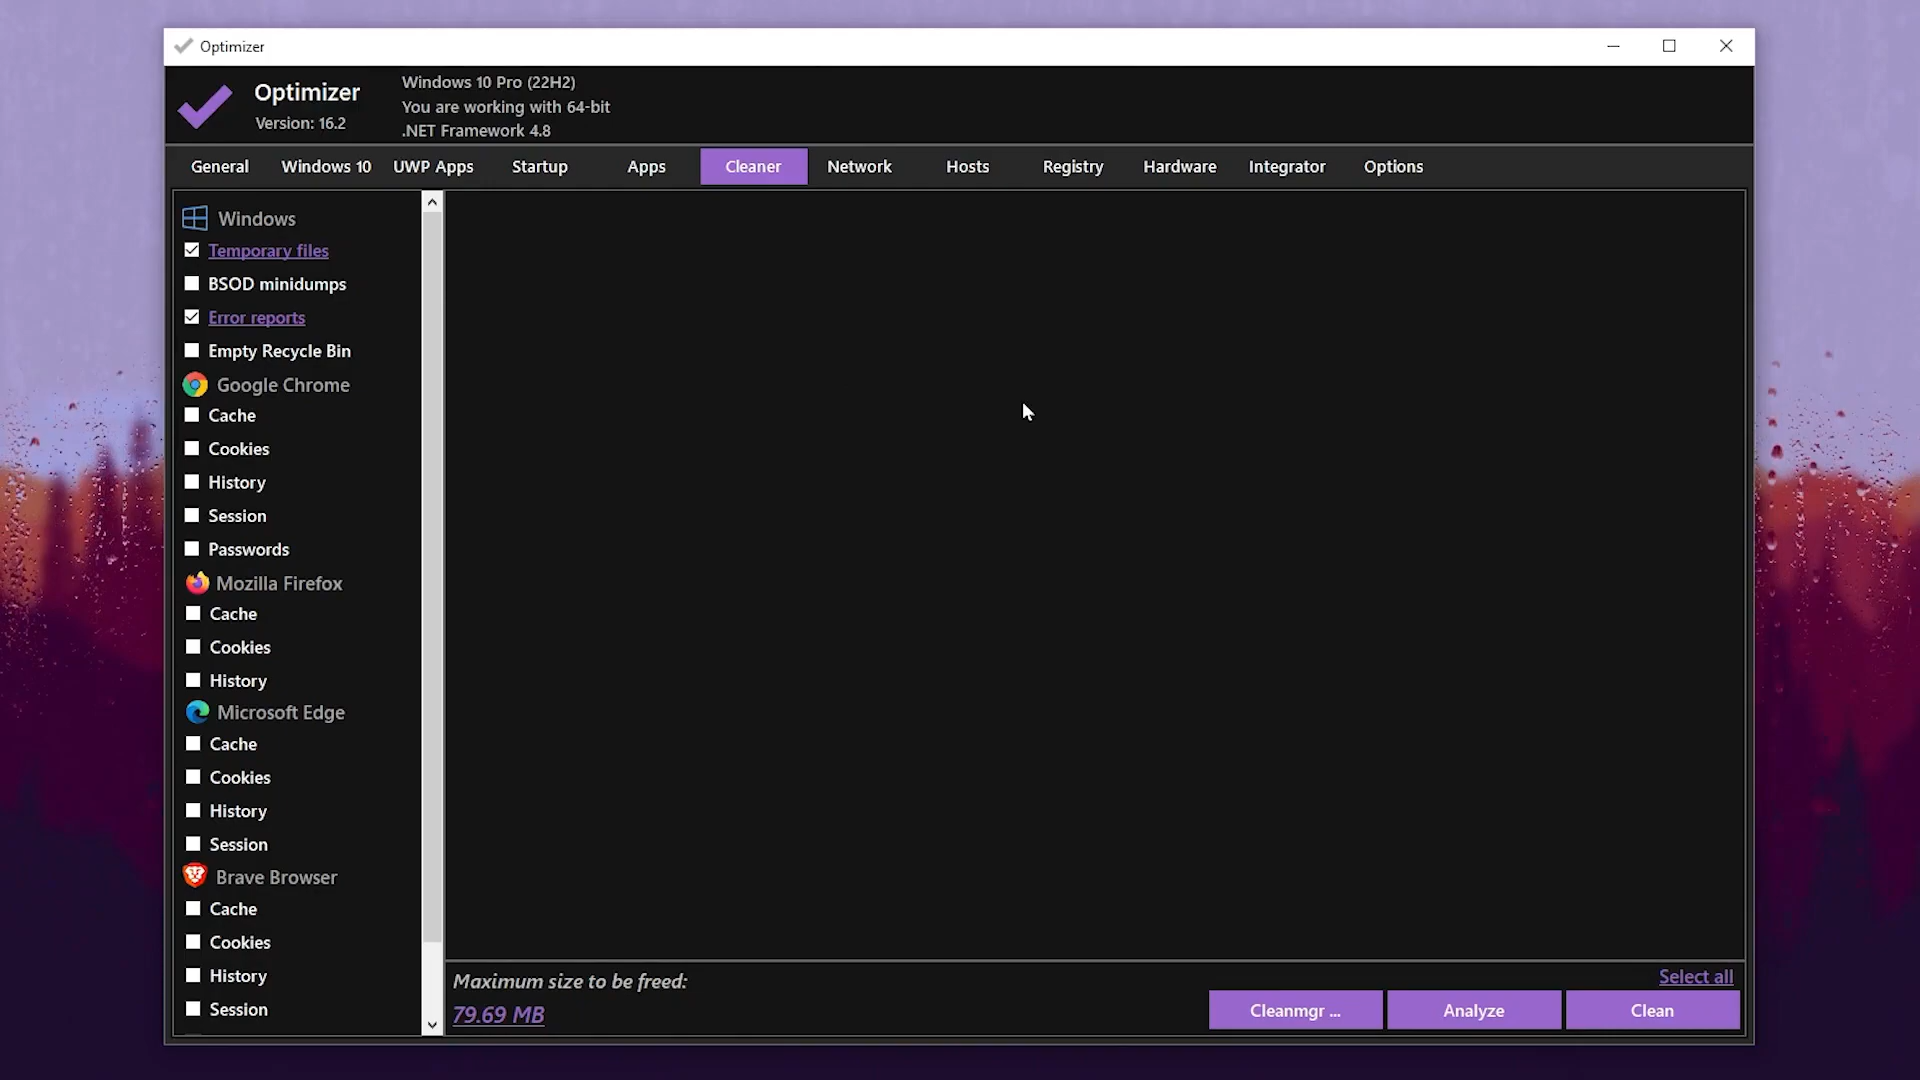 Optimizer
Optimizer
Version: 16.2
Windows 10 Pro (22H2)
You are working with 64-bit
.NET Framework 4.8
General Windows 10 UWP Apps Startup Apps Cleaner Network Hosts Registry Hardware Integrator Options
Windows
Temporary files
BSOD minidumps
Error reports
Empty Recycle Bin
Google Chrome
Cache
Cookies
History
Session
Passwords
Mozilla Firefox
Cache
Cookies
History
Microsoft Edge
Cache
Cookies
History
Session
Brave Browser
Cache
Cookies
History
Session
Maximum size to be freed:
79.69 MB
Select all
Cleanmgr ... Analyze Clean